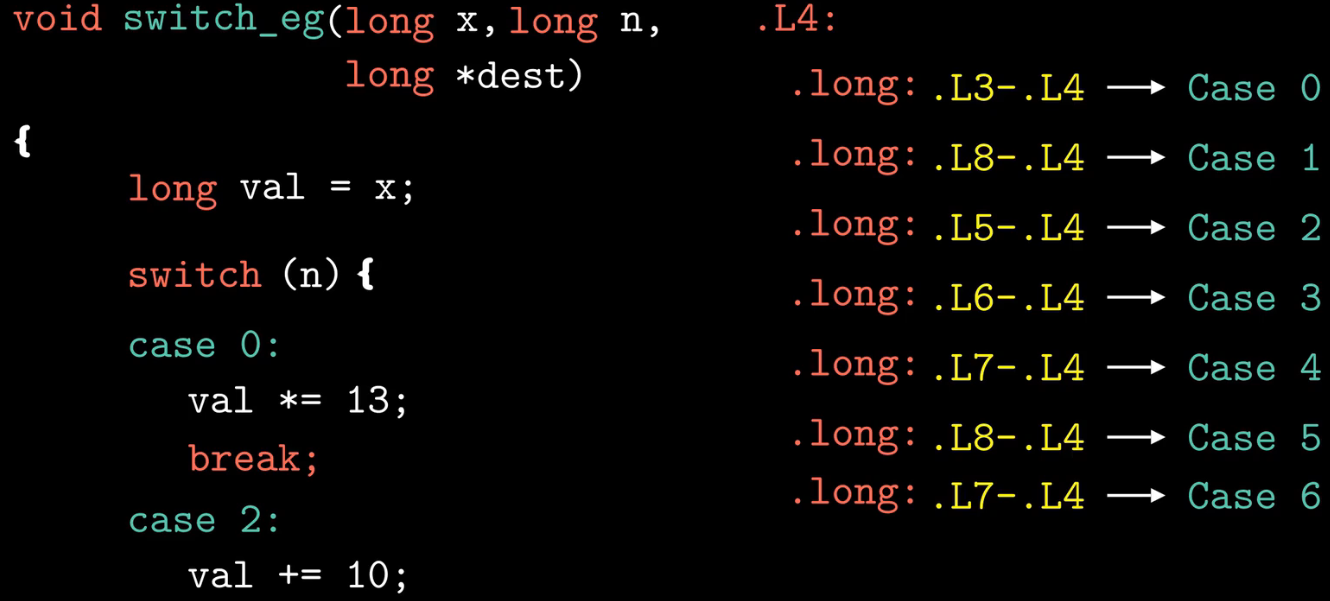 void switch_eg(long x, long n,
long *dest)
{
long val = x;
switch (n) {
case 0:
val *= 13;
break;
case 2:
val += 10;
.L4:
.long: .L3-.L4 → Case 0
.long: .L8-.L4 → Case 1
.long: .L5-.L4 → Case 2
.long: .L6-.L4 → Case 3
.long: .L7-.L4 → Case 4
.long: .L8-.L4 → Case 5
.long: .L7-.L4 → Case 6